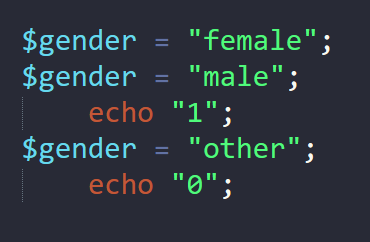 $gender = "female";
$gender = "male";
echo "1";
$gender = "other";
echo "0";